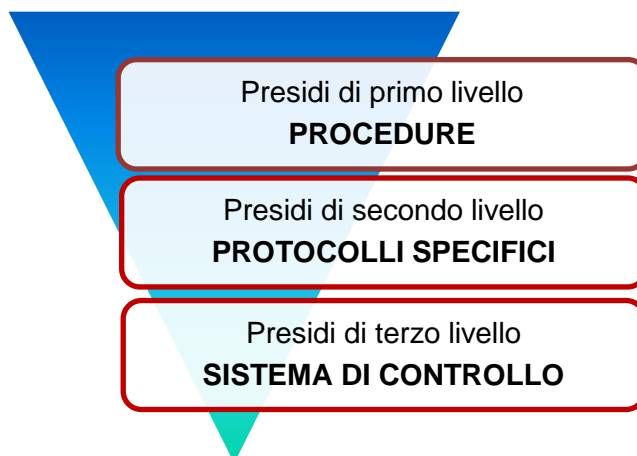 Presidi di primo livello
PROCEDURE
Presidi di secondo livello
PROTOCOLLI SPECIFICI
Presidi di terzo livello
SISTEMA DI CONTROLLO